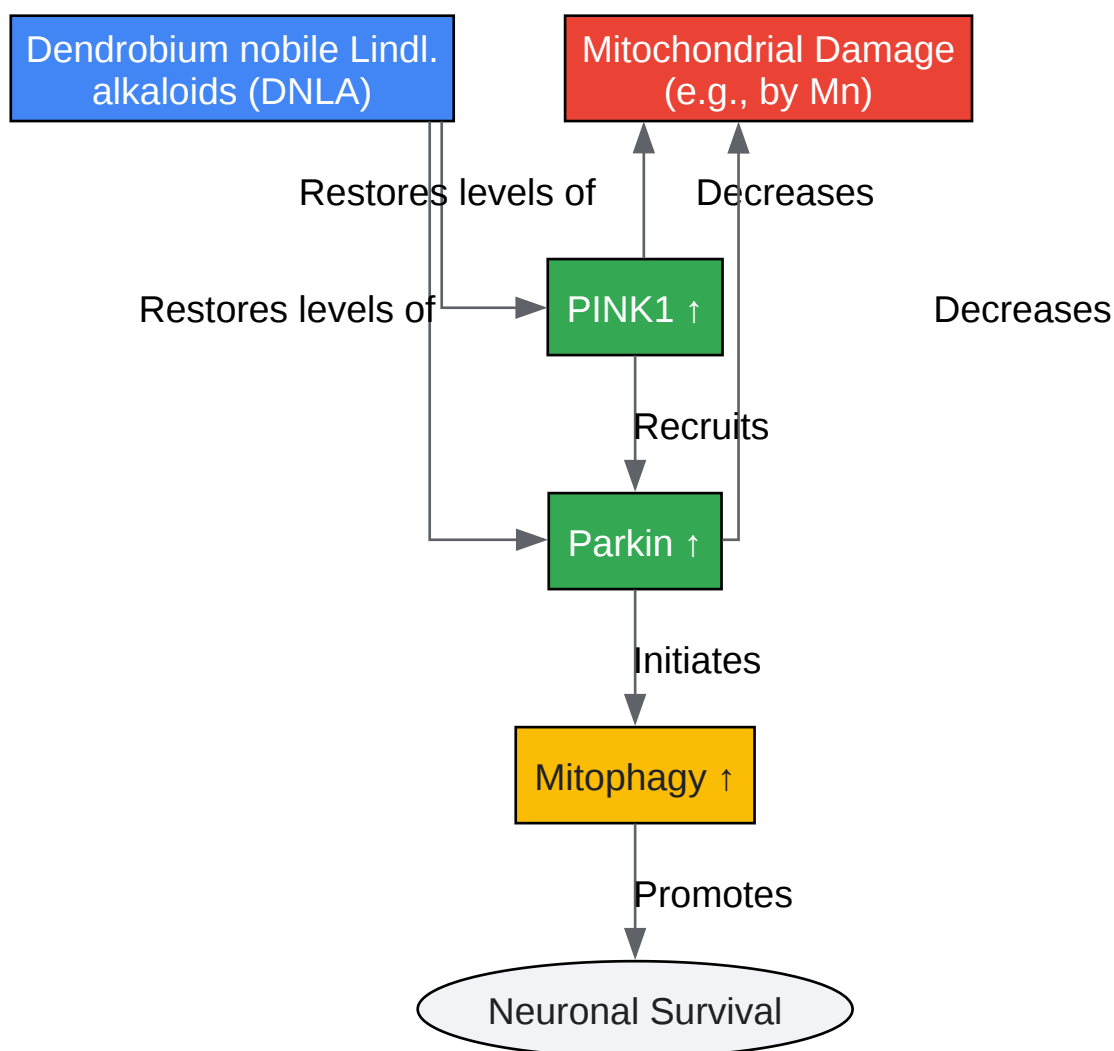 Dendrobium nobile Lindl.
alkaloids (DNLA)
Mitochondrial Damage
(e.g., by Mn)
Restores levels of
Decreases
Restores levels of
PINK1 ↑
Decreases
Recruits
Parkin ↑
Initiates
Mitophagy ↑
Promotes
Neuronal Survival